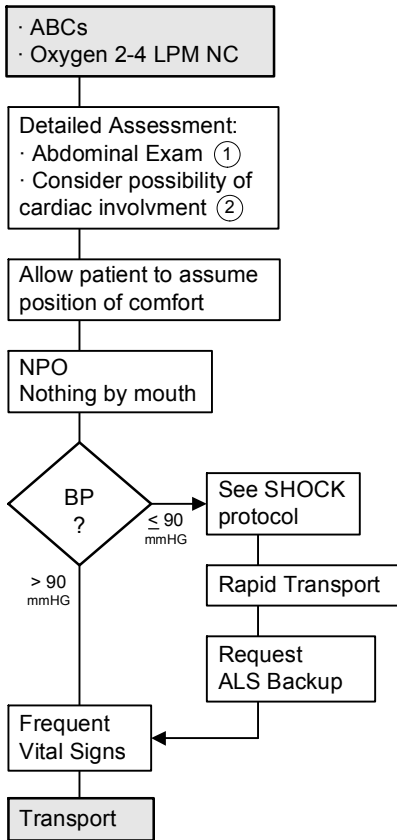 · ABCs
· Oxygen 2-4 LPM NC
Detailed Assessment:
· Abdominal Exam ①
· Consider possibility of
cardiac involvment ②
Allow patient to assume
position of comfort
NPO
Nothing by mouth
BP
?
≤ 90
mmHG
See SHOCK
protocol
> 90
mmHG
Rapid Transport
Request
ALS Backup
Frequent
Vital Signs
Transport